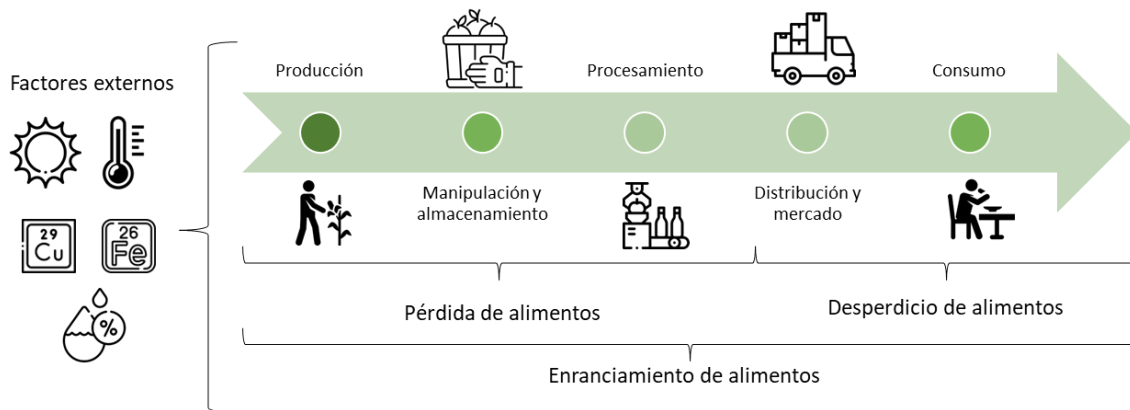 Factores externos
29
Cu
26
Fe
%
Producción
Procesamiento
Consumo
Manipulación y
almacenamiento
Distribución y
mercado
Pérdida de alimentos
Desperdicio de alimentos
Enranciamiento de alimentos